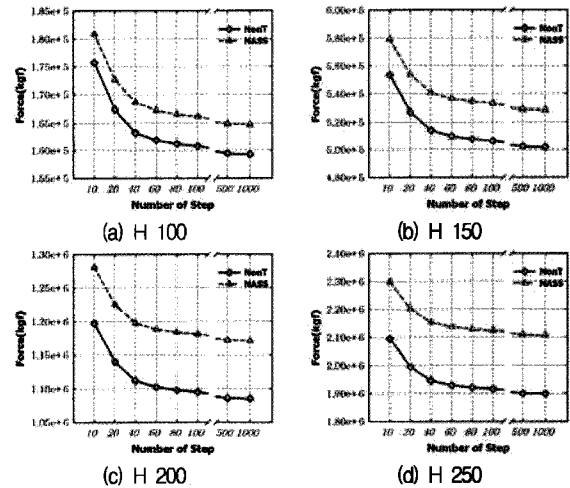 1.85e+5
1.80e+5
1.75e+5
1.70e+5
1.65e+5
1.60e+5
1.55e+5
Force(kgf)
NonT
NASS
10 20 40 60 80 100 500 1000
Number of Step
(a) H 100
6.00e+5
5.80e+5
5.60e+5
5.40e+5
5.20e+5
5.00e+5
4.80e+5
Force(kgf)
NonT
NASS
10 20 40 60 80 100 500 1000
Number of Step
(b) H 150
1.30e+6
1.25e+6
1.20e+6
1.15e+6
1.10e+6
1.05e+6
Force(kgf)
NonT
NASS
10 20 40 60 80 100 500 1000
Number of Step
(c) H 200
2.40e+6
2.30e+6
2.20e+6
2.10e+6
2.00e+6
1.90e+6
1.80e+6
Force(kgf)
NonT
NASS
10 20 40 60 80 100 500 1000
Number of Step
(d) H 250